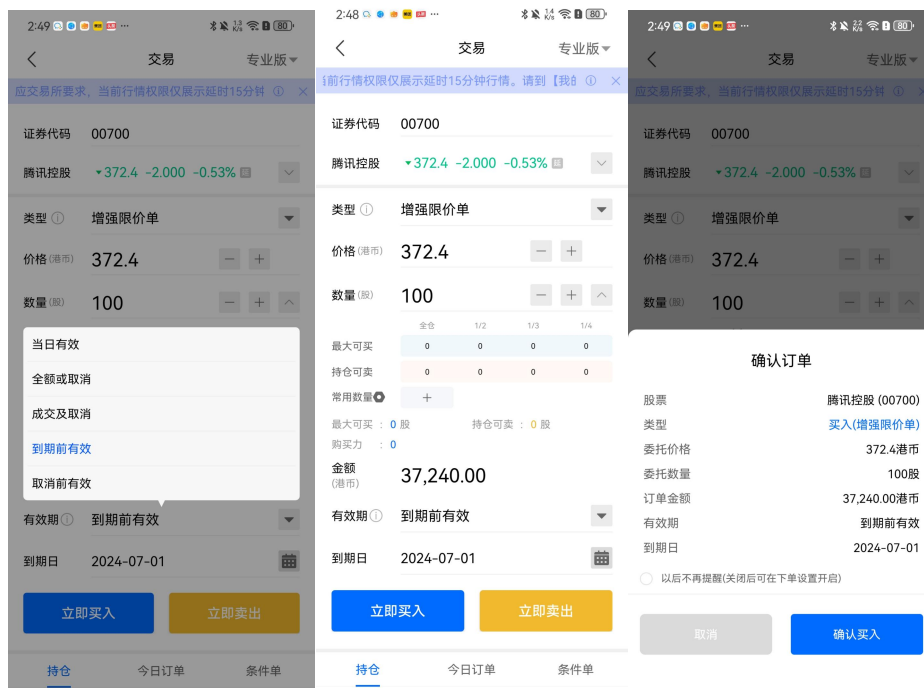 2:49 ··· 13 K/s 80
交易 专业版
应交易所要求，当前行情权限仅展示延时15分钟
证券代码 00700
腾讯控股 372.4 -2.000 -0.53%
类型 增强限价单
价格(港币) 372.4 − +
数量(股) 100 − +
当日有效
全额或取消
成交及取消
到期前有效
取消前有效
有效期 到期前有效
到期日 2024-07-01
立即买入 立即卖出
持仓 今日订单 条件单
2:48 ··· 14 K/s 80
交易 专业版
当前行情权限仅展示延时15分钟行情。请到【我的
证券代码 00700
腾讯控股 372.4 -2.000 -0.53%
类型 增强限价单
价格(港币) 372.4 − +
数量(股) 100 − +
全仓 1/2 1/3 1/4
最大可买 0 0 0 0
持仓可卖 0 0 0 0
常用数量 +
最大可买 : 0 股 持仓可卖 : 0 股
购买力 : 0
金额 37,240.00
(港币)
有效期 到期前有效
到期日 2024-07-01
立即买入 立即卖出
持仓 今日订单 条件单
2:49 ··· 22 K/s 80
交易 专业版
应交易所要求，当前行情权限仅展示延时15分钟
证券代码 00700
腾讯控股 372.4 -2.000 -0.53%
类型 增强限价单
价格(港币) 372.4 − +
数量(股) 100 − +
确认订单
股票 腾讯控股 (00700)
类型 买入(增强限价单)
委托价格 372.4港币
委托数量 100股
订单金额 37,240.00港币
有效期 到期前有效
到期日 2024-07-01
以后不再提醒(关闭后可在下单设置开启)
取消 确认买入